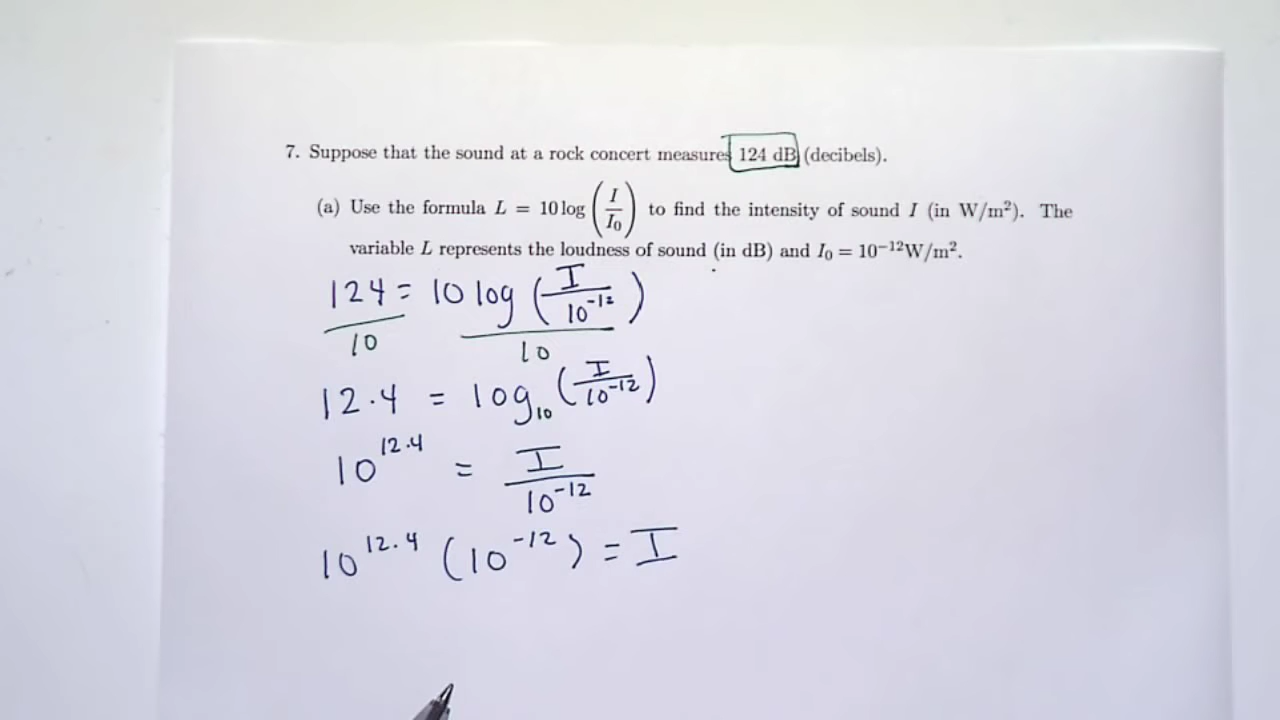 7. Suppose that the sound at a rock concert measures 124 dB (decibels).
(a) Use the formula L = 10 log (I/I₀) to find the intensity of sound I (in W/m²). The
variable L represents the loudness of sound (in dB) and I₀ = 10⁻¹²W/m².
124/10 = 10 log (I/10⁻¹²)/10
12.4 = log₁₀ (I/10⁻¹²)
10^12.4 = I/10⁻¹²
10^12.4 (10⁻¹²) = I